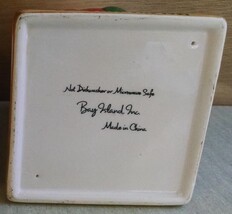 Not Dishwasher or Microwave Safe
Bay Island Inc.
Made in China